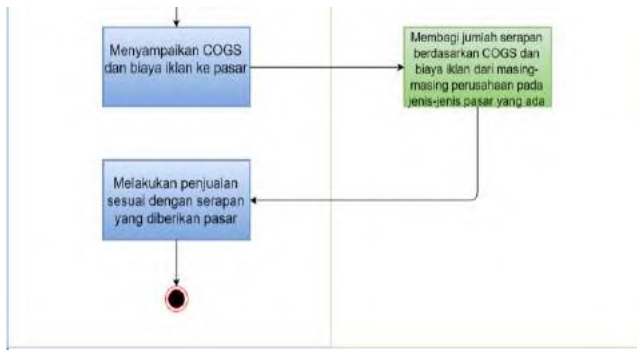 Menyampaikan COGS
dan biaya iklan ke pasar
Membagi jumlah serapan
berdasarkan COGS dan
biaya iklan dari masing-
masing perusahaan pada
jenis-jenis pasar yang ada
Melakukan penjualan
sesuai dengan serapan
yang diberikan pasar